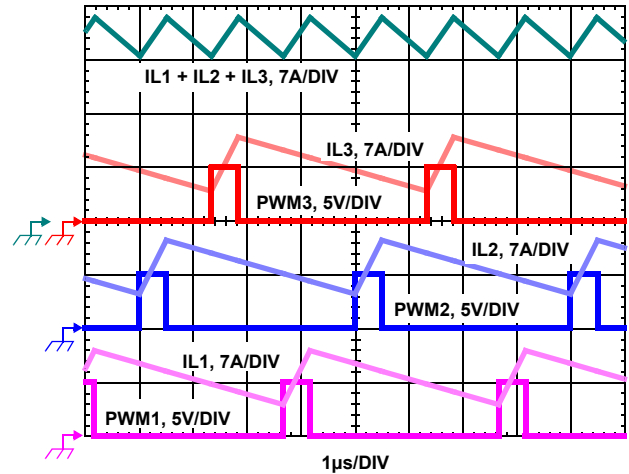 IL1 + IL2 + IL3, 7A/DIV
IL3, 7A/DIV
PWM3, 5V/DIV
IL2, 7A/DIV
PWM2, 5V/DIV
IL1, 7A/DIV
PWM1, 5V/DIV
1µs/DIV